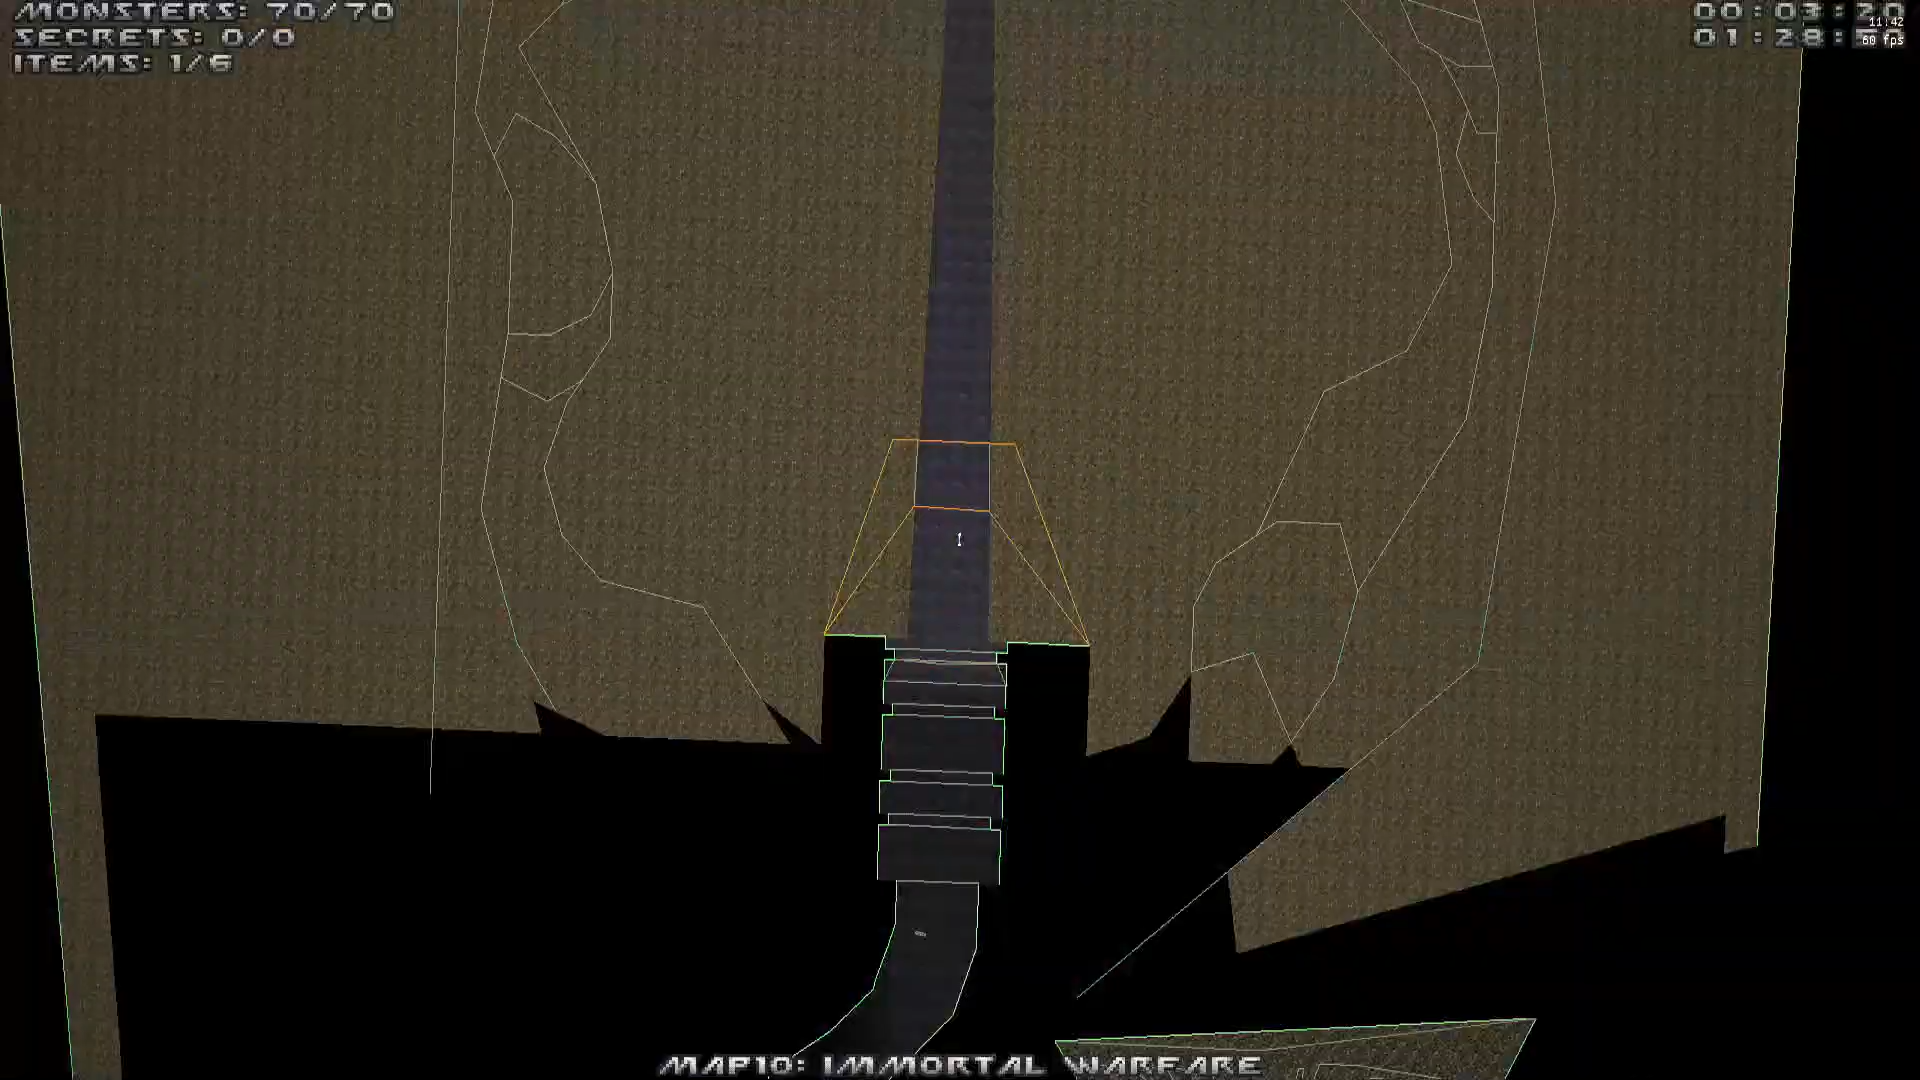 MONSTERS: 70/70
SECRETS: 0/0
ITEMS: 1/6
00:03:20
11:42
01:28:
60 fps
MAP10: IMMORTAL WARFARE